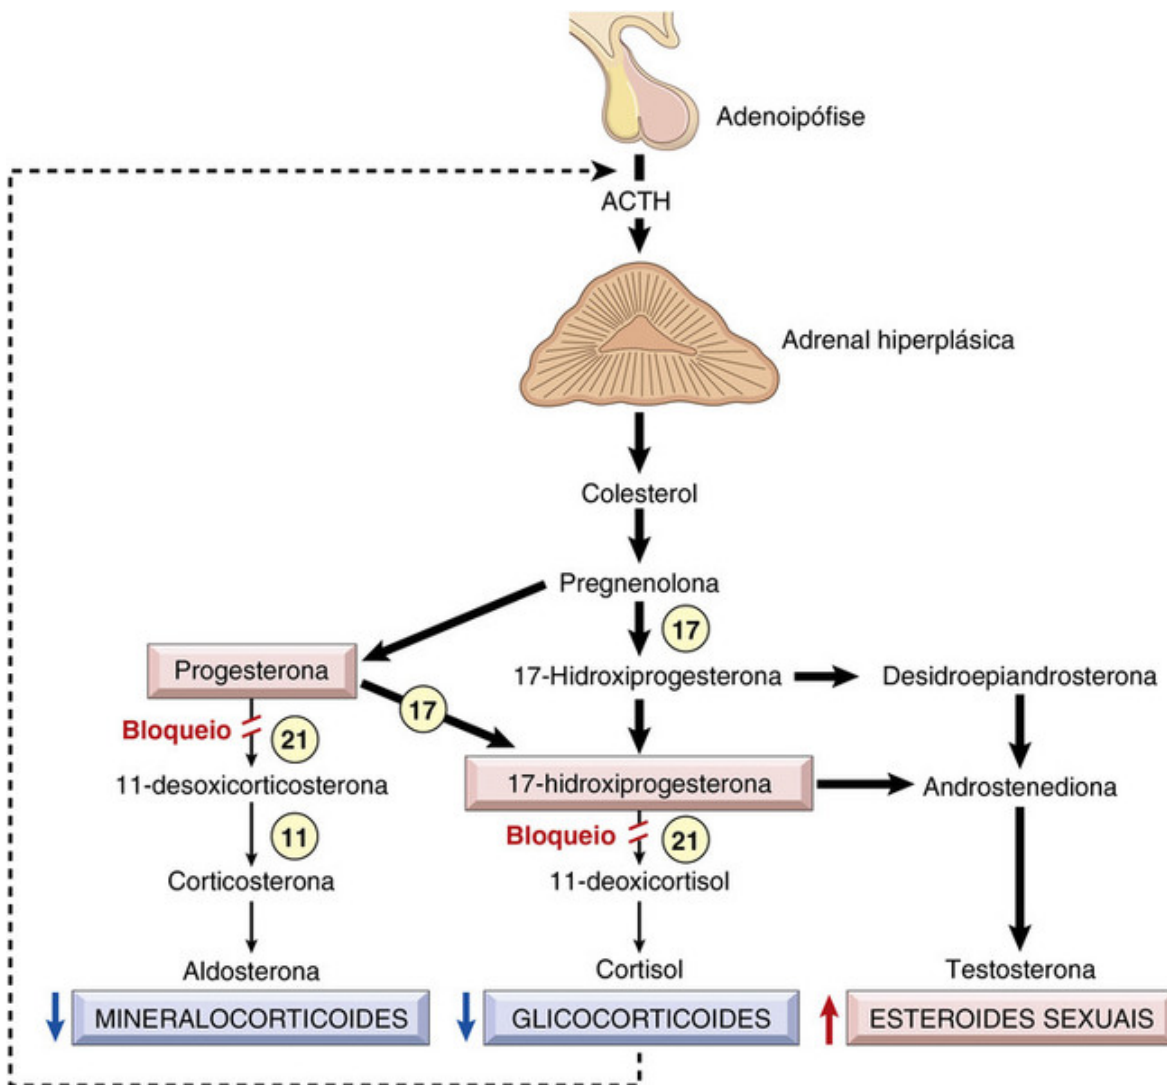 Adenoipófise
ACTH
Adrenal hiperplásica
Colesterol
Pregnenolona
17
Progesterona
17-Hidroxiprogesterona
Desidroepiandrosterona
17
Bloqueio
21
11-desoxicorticosterona
17-hidroxiprogesterona
Androstenediona
11
Bloqueio
21
Corticosterona
11-deoxicortisol
Aldosterona
Cortisol
Testosterona
MINERALOCORTICOIDES
GLICOCORTICOIDES
ESTEROIDES SEXUAIS